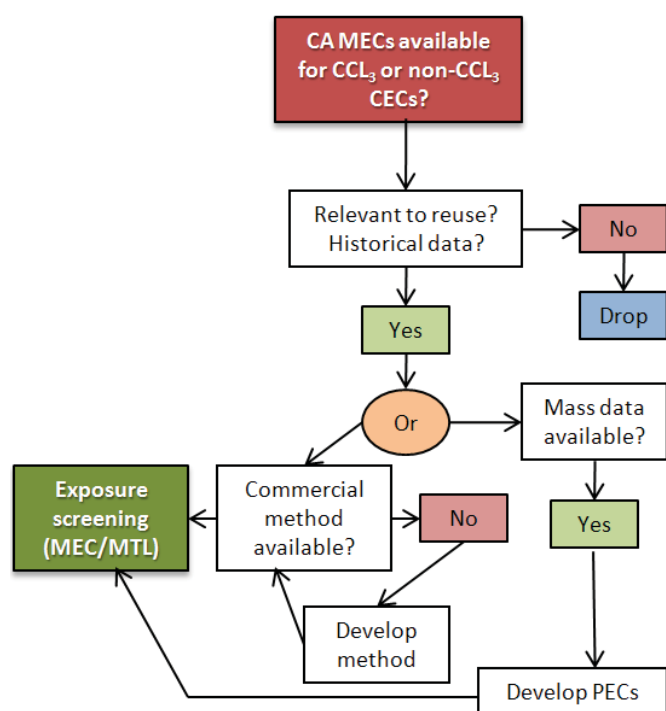 CA MECs available
for CCL₃ or non-CCL₃
CECs?
Relevant to reuse?
Historical data?
No
Drop
Yes
Or
Mass data
available?
Exposure
screening
(MEC/MTL)
Commercial
method
available?
No
Yes
Develop
method
Develop PECs